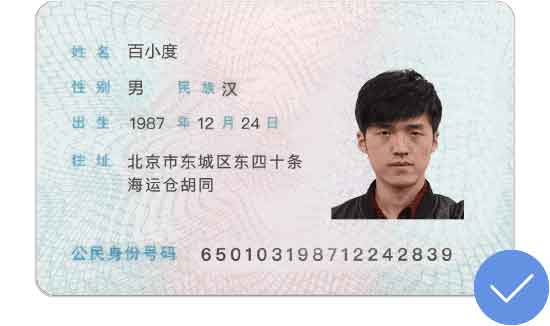 姓名 百小度
性别 男 民族 汉
出生 1987 年 12 月 24 日
住址 北京市东城区东四十条
海运仓胡同
公民身份号码 650103198712242839